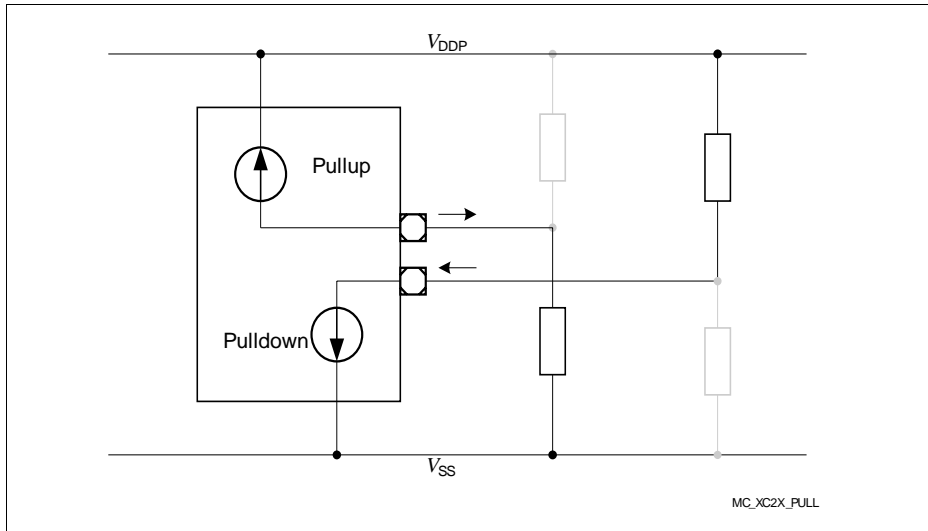 VDDP
Pullup
Pulldown
VSS
MC_XC2X_PULL